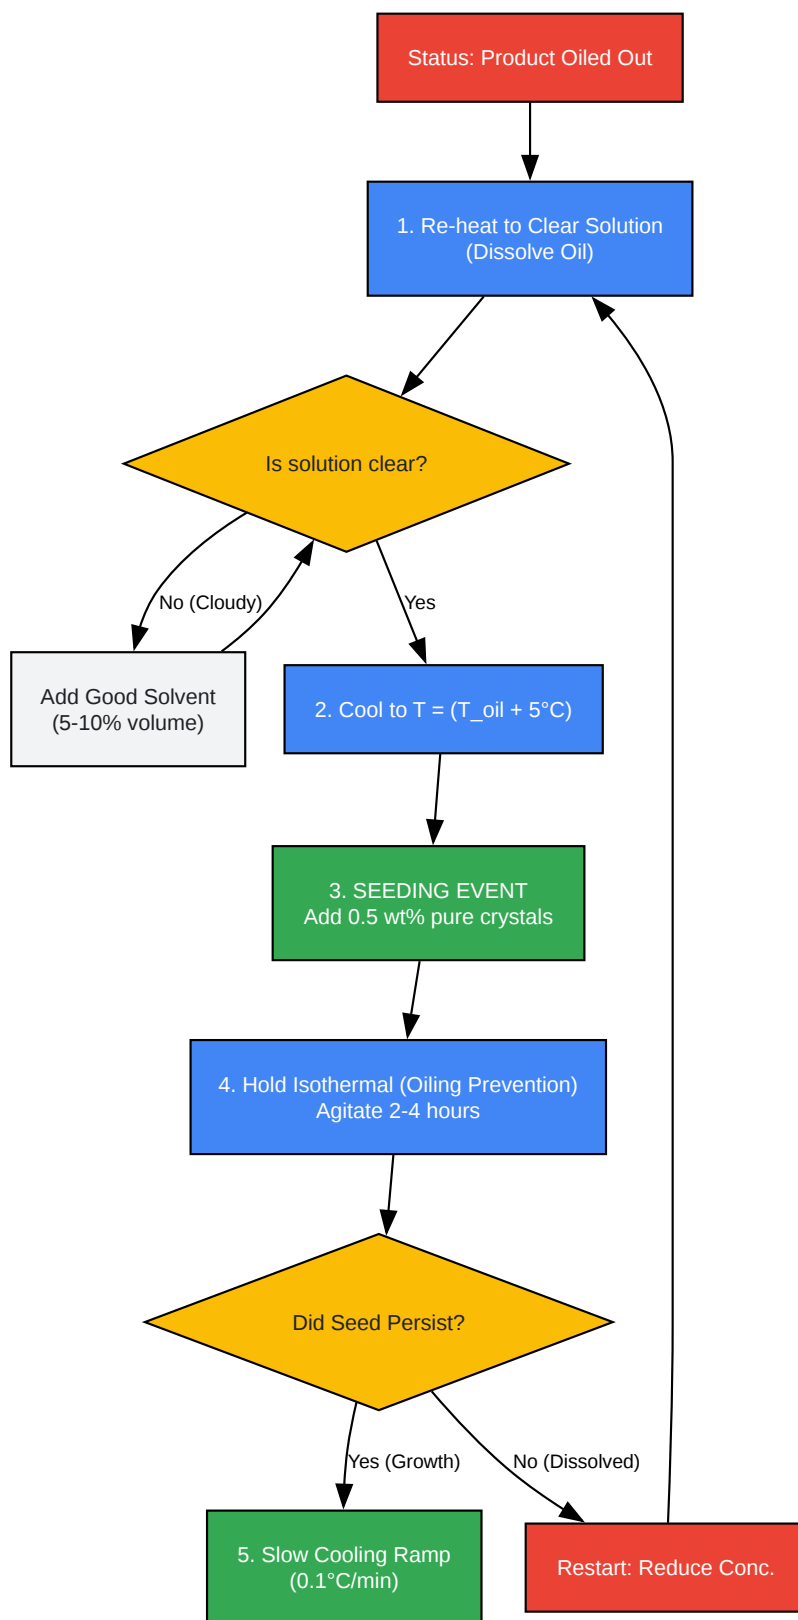 Status: Product Oiled Out
1. Re-heat to Clear Solution
(Dissolve Oil)
Is solution clear?
No (Cloudy)
Yes
Add Good Solvent
(5-10% volume)
2. Cool to T = (T_oil + 5°C)
3. SEEDING EVENT
Add 0.5 wt% pure crystals
4. Hold Isothermal (Oiling Prevention)
Agitate 2-4 hours
Did Seed Persist?
Yes (Growth)
No (Dissolved)
5. Slow Cooling Ramp
(0.1°C/min)
Restart: Reduce Conc.